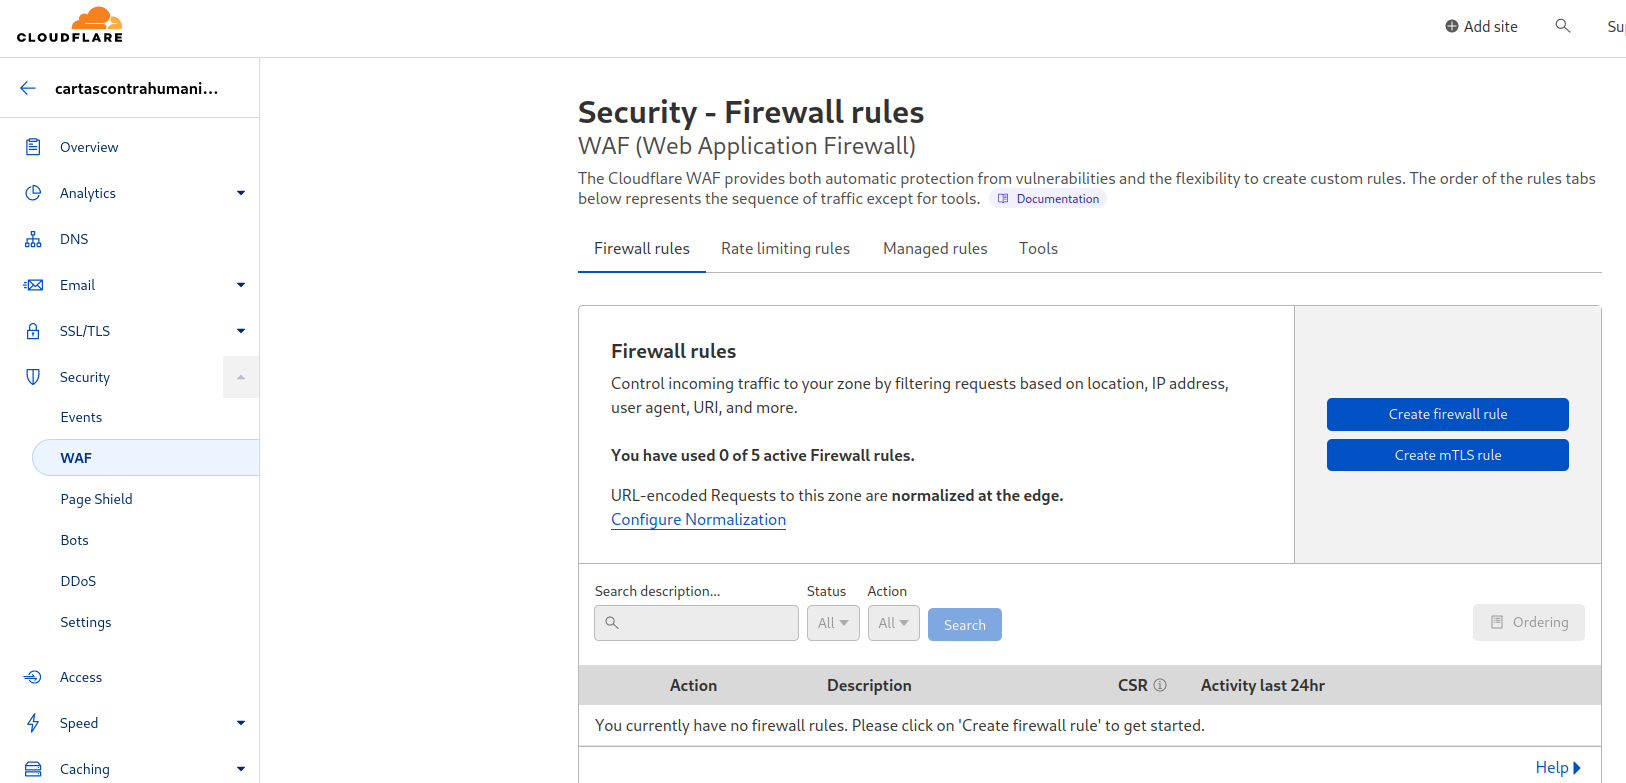 CLOUDFLARE
Add site
cartascontrahumani...
Overview
Analytics
DNS
Email
SSL/TLS
Security
Events
WAF
Page Shield
Bots
DDoS
Settings
Access
Speed
Caching
Security - Firewall rules
WAF (Web Application Firewall)
The Cloudflare WAF provides both automatic protection from vulnerabilities and the flexibility to create custom rules. The order of the rules tabs
below represents the sequence of traffic except for tools. Documentation
Firewall rules Rate limiting rules Managed rules Tools
Firewall rules
Control incoming traffic to your zone by filtering requests based on location, IP address,
user agent, URI, and more.
You have used 0 of 5 active Firewall rules.
URL-encoded Requests to this zone are normalized at the edge.
Configure Normalization
Create firewall rule
Create mTLS rule
Search description... Status Action
All All Search Ordering
Action Description CSR Activity last 24hr
You currently have no firewall rules. Please click on 'Create firewall rule' to get started.
Help